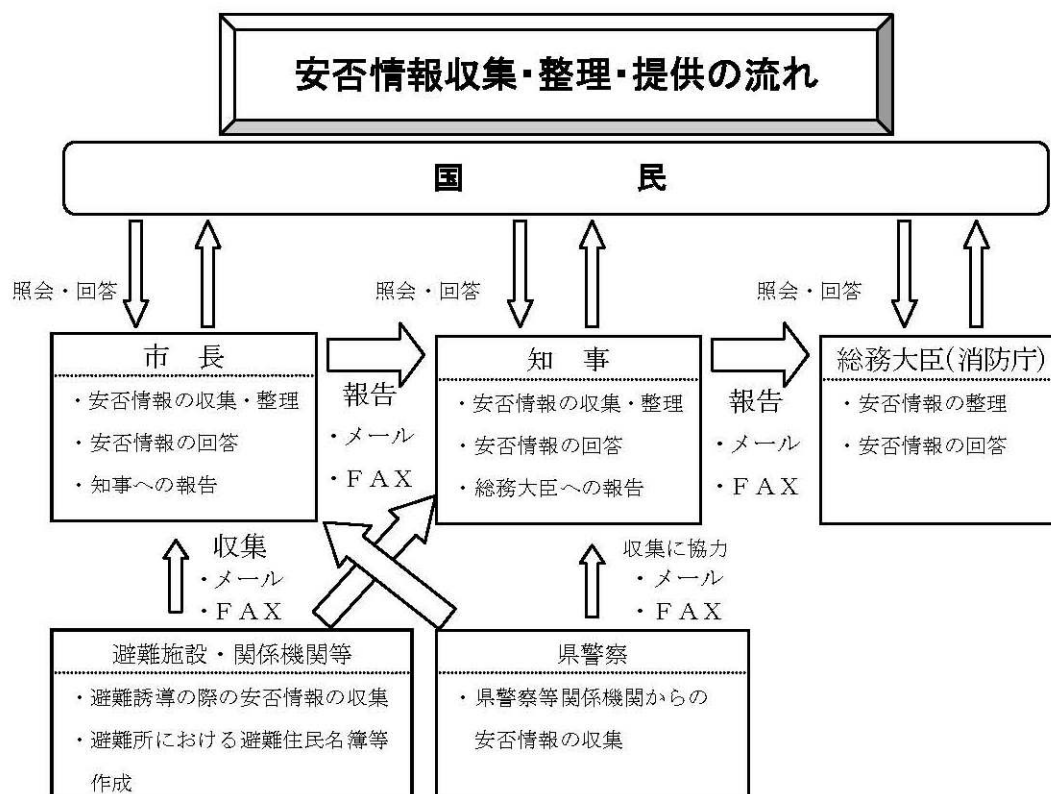 安否情報収集・整理・提供の流れ
国 民
照会・回答
照会・回答
照会・回答
市 長
・安否情報の収集・整理
・安否情報の回答
・知事への報告
報告
・メール
・ＦＡＸ
知 事
・安否情報の収集・整理
・安否情報の回答
・総務大臣への報告
報告
・メール
・ＦＡＸ
総務大臣(消防庁)
・安否情報の整理
・安否情報の回答
収集
・メール
・ＦＡＸ
収集に協力
・メール
・ＦＡＸ
避難施設・関係機関等
・避難誘導の際の安否情報の収集
・避難所における避難住民名簿等
作成
県警察
・県警察等関係機関からの
安否情報の収集